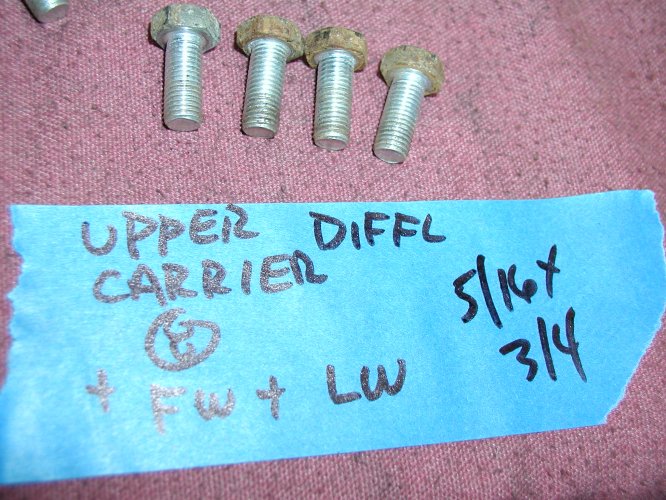 UPPER DIFFL
CARRIER
+ FW + LW
5/16 x
3/4